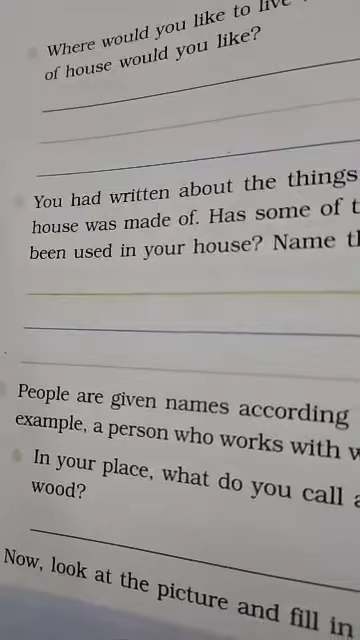 Where would you like to live
of house would you like?
You had written about the things
house was made of. Has some of
been used in your house? Name
People are given names according
example, a person who works with
In your place, what do you call
wood?
Now, look at the picture and fill in